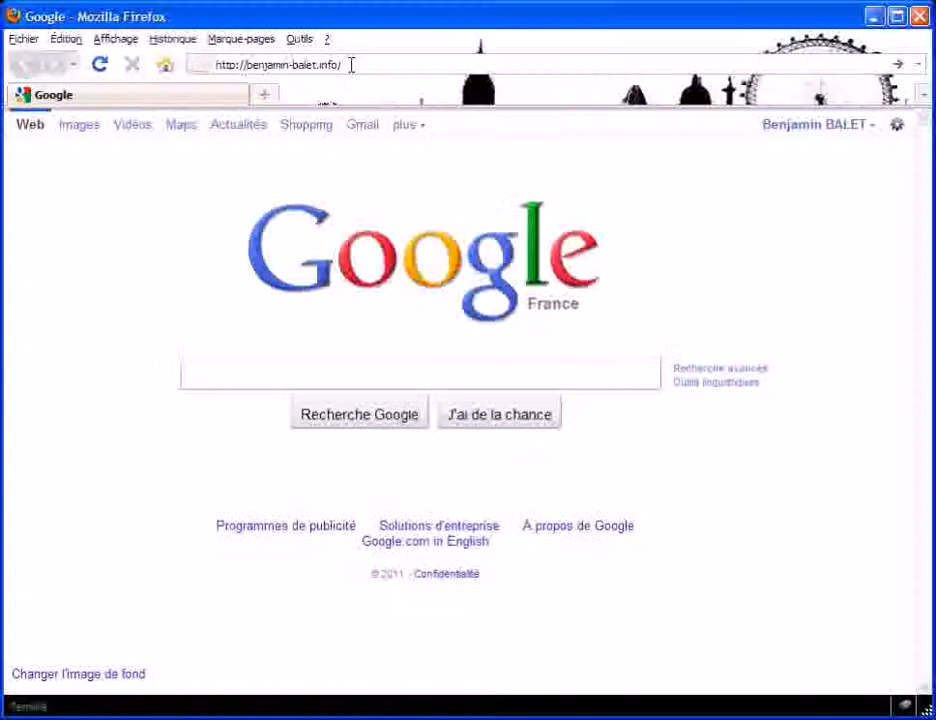 Google - Mozilla Firefox
Fichier Édition Affichage Historique Marque-pages Outils ?
http://benjamin-balet.info/
Google
Web Images Vidéos Maps Actualités Shopping Gmail plus
Benjamin BALET
Google
France
Recherche avancée
Outils linguistiques
Recherche Google J'ai de la chance
Programmes de publicité Solutions d'entreprise À propos de Google
Google.com in English
© 2011 - Confidentialité
Changer l'image de fond
Terminé